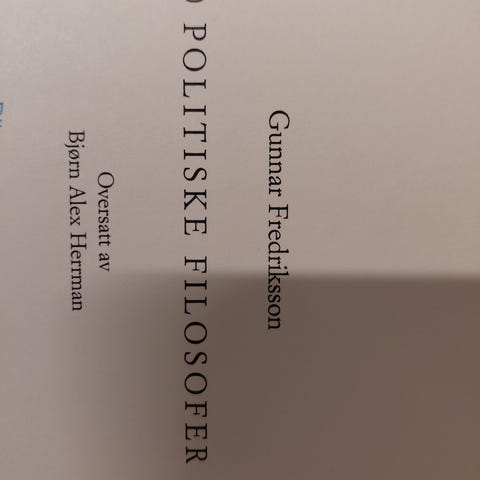 Gunnar Fredriksson
POLITISKE FILOSOFER
Oversatt av
Bjørn Alex Herrman